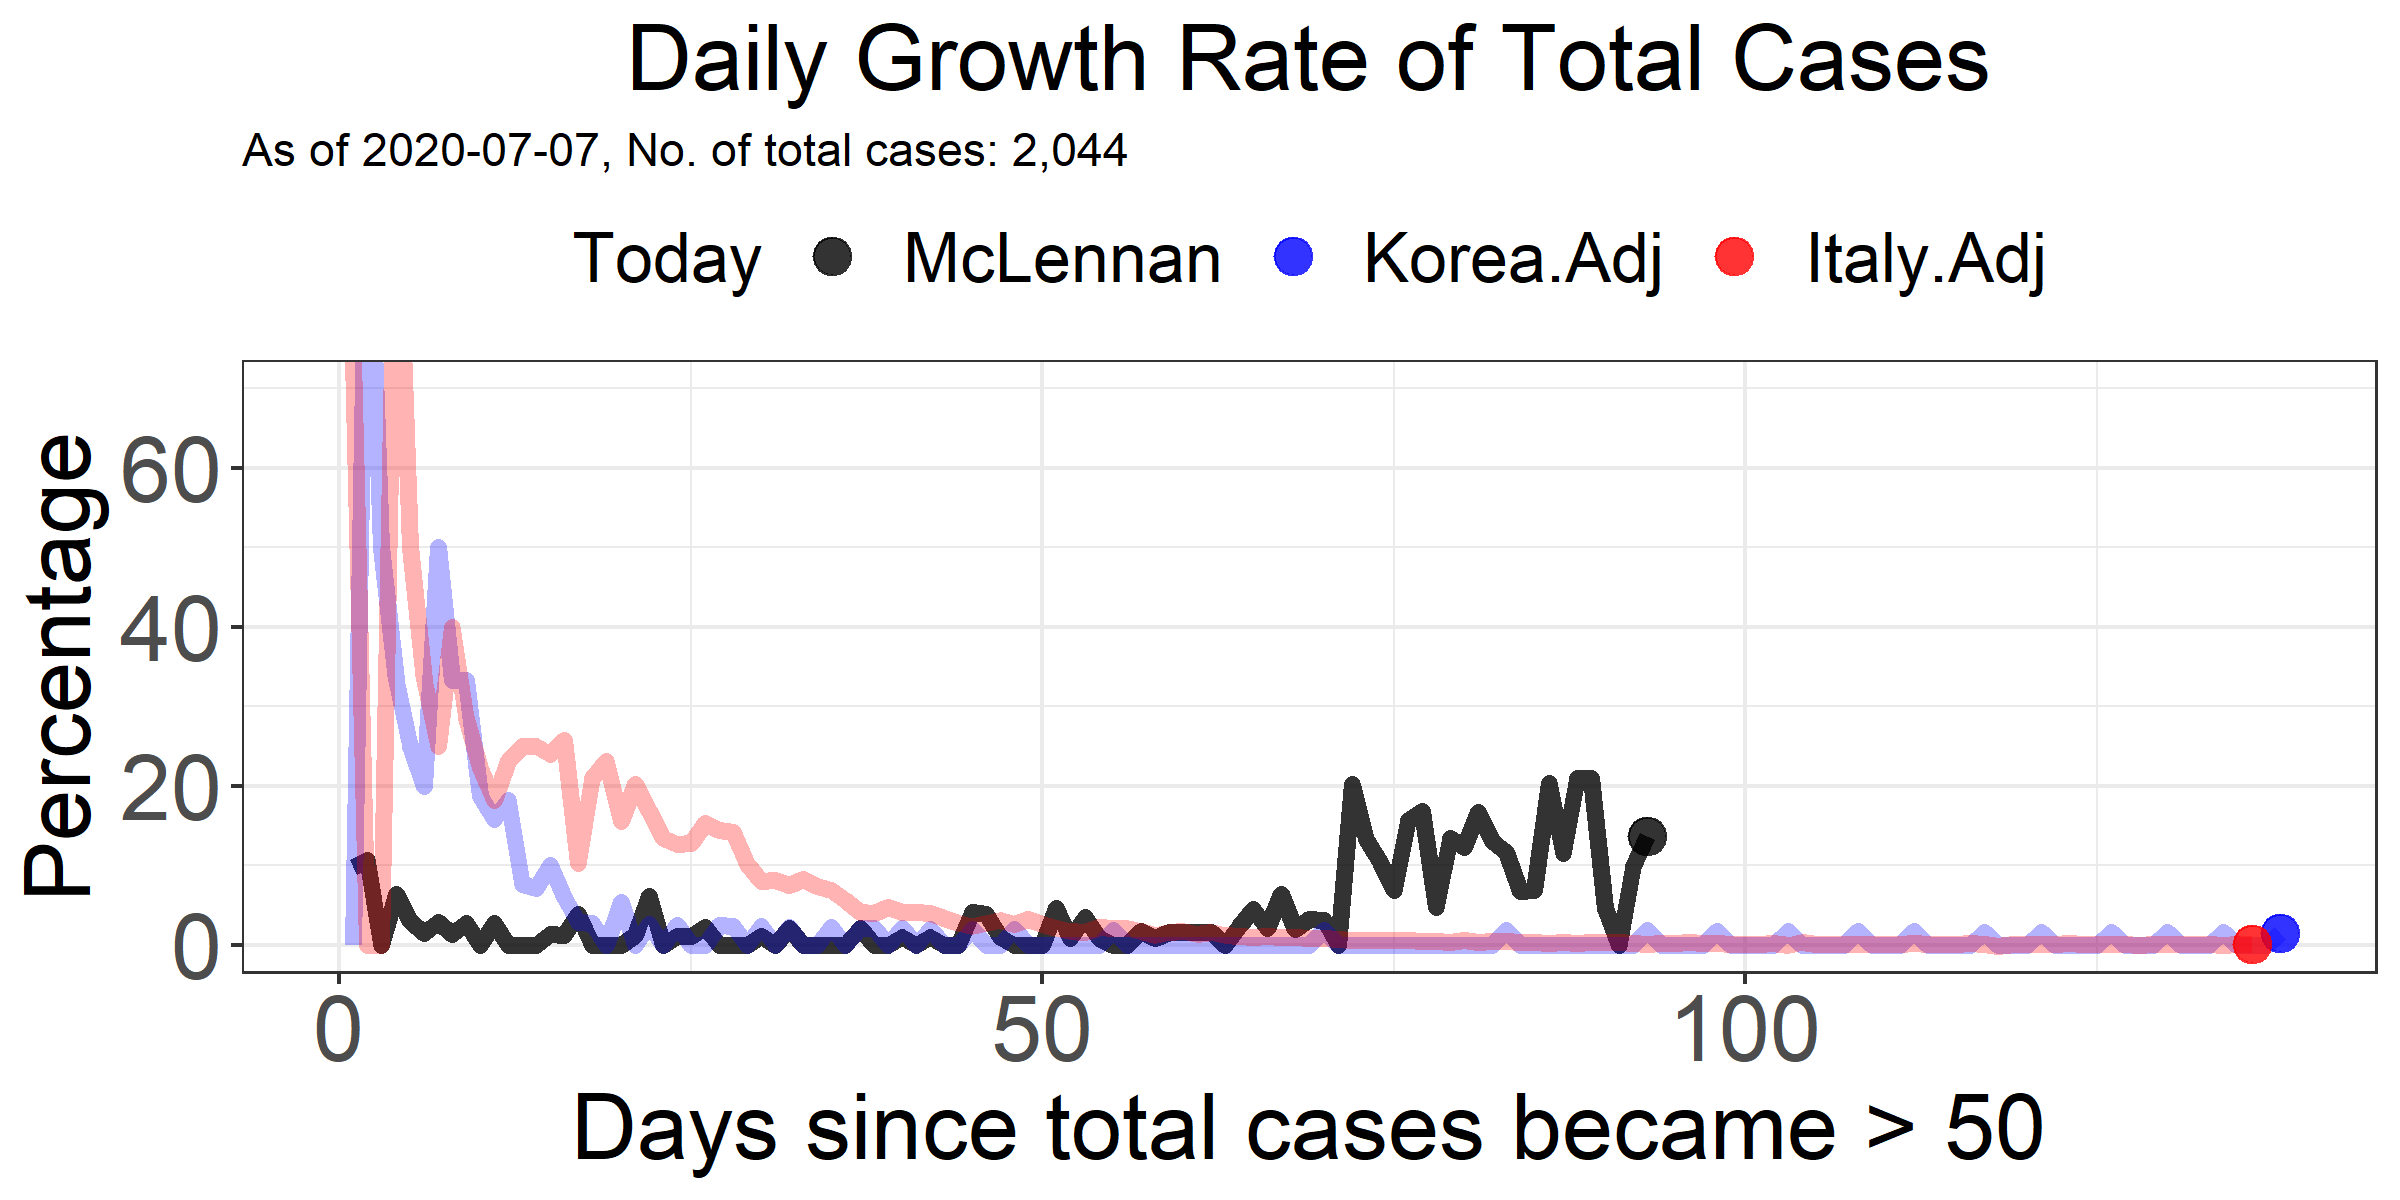 Daily Growth Rate of Total Cases
As of 2020-07-07, No. of total cases: 2,044
Today McLennan Korea.Adj Italy.Adj
Percentage
60
40
20
0
0 50 100
Days since total cases became > 50